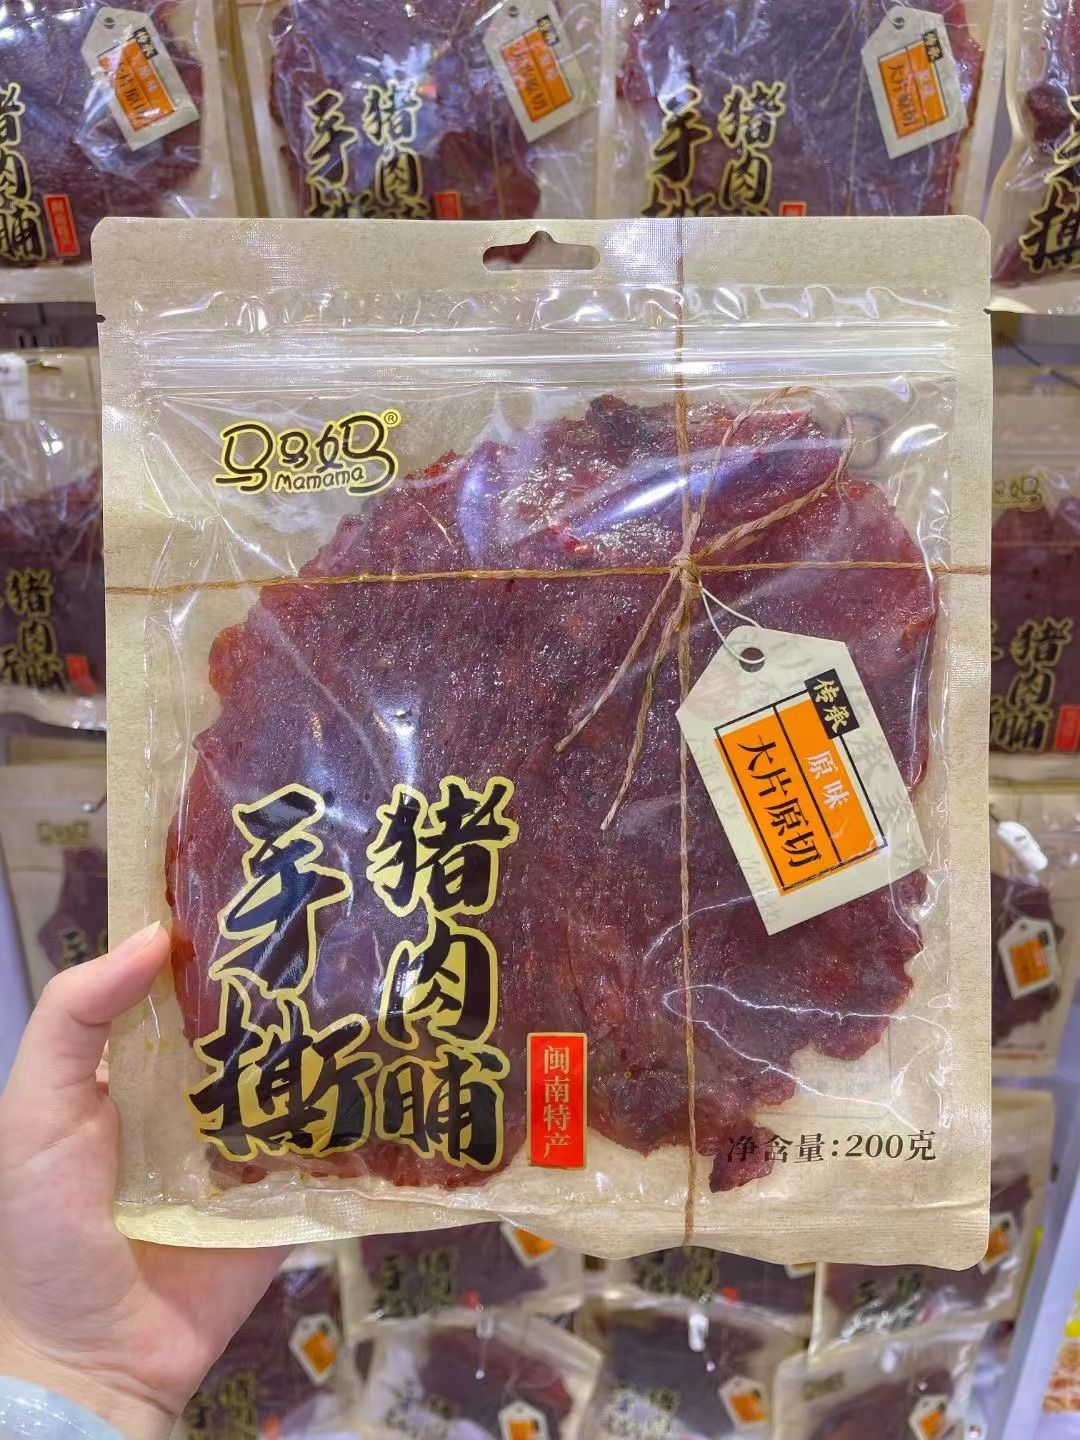 马马妈®
Mamama
传承
原味
大片原切
手撕
猪肉脯
闽南特产
净含量:200克